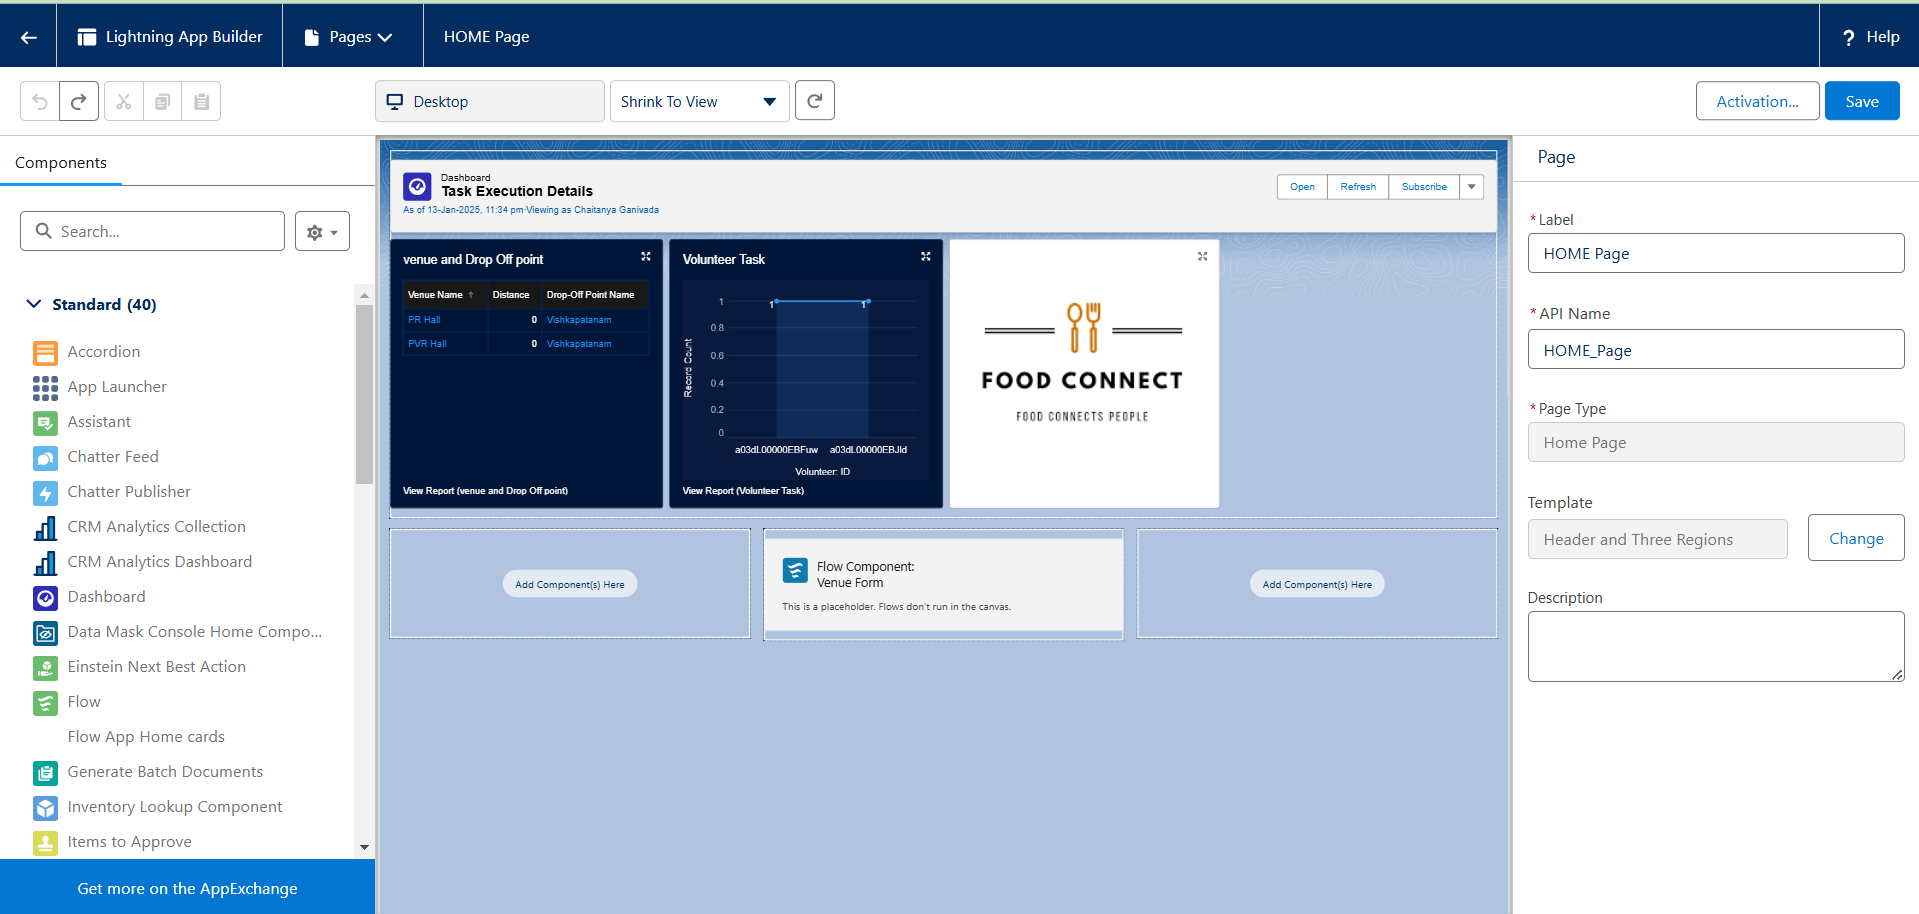 Lightning App Builder
Pages
HOME Page
? Help
Desktop
Shrink To View
Activation...
Save
Components
Search...
Standard (40)
Accordion
App Launcher
Assistant
Chatter Feed
Chatter Publisher
CRM Analytics Collection
CRM Analytics Dashboard
Dashboard
Data Mask Console Home Compo...
Einstein Next Best Action
Flow
Flow App Home cards
Generate Batch Documents
Inventory Lookup Component
Items to Approve
Get more on the AppExchange
Dashboard
Task Execution Details
As of 13-Jan-2025, 11:34 pm·Viewing as Chaitanya Ganivada
Open
Refresh
Subscribe
venue and Drop Off point
Venue Name ↑ Distance Drop-Off Point Name
PR Hall 0 Vishkapatanam
PVR Hall 0 Vishkapatanam
View Report (venue and Drop Off point)
Volunteer Task
Record Count
1
0.8
0.6
0.4
0.2
0
1 1
a03dL00000EBFuw a03dL00000EBJId
Volunteer: ID
View Report (Volunteer Task)
FOOD CONNECT
FOOD CONNECTS PEOPLE
Add Component(s) Here
Flow Component:
Venue Form
This is a placeholder. Flows don't run in the canvas.
Add Component(s) Here
Page
*Label
HOME Page
*API Name
HOME_Page
*Page Type
Home Page
Template
Header and Three Regions
Change
Description